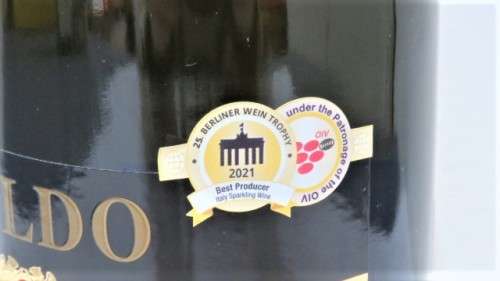 LDO
25. BERLINER WEIN TROPHY
2021
Best Producer
Italy Sparkling Wine
under the Patronage of the OIV
OIV